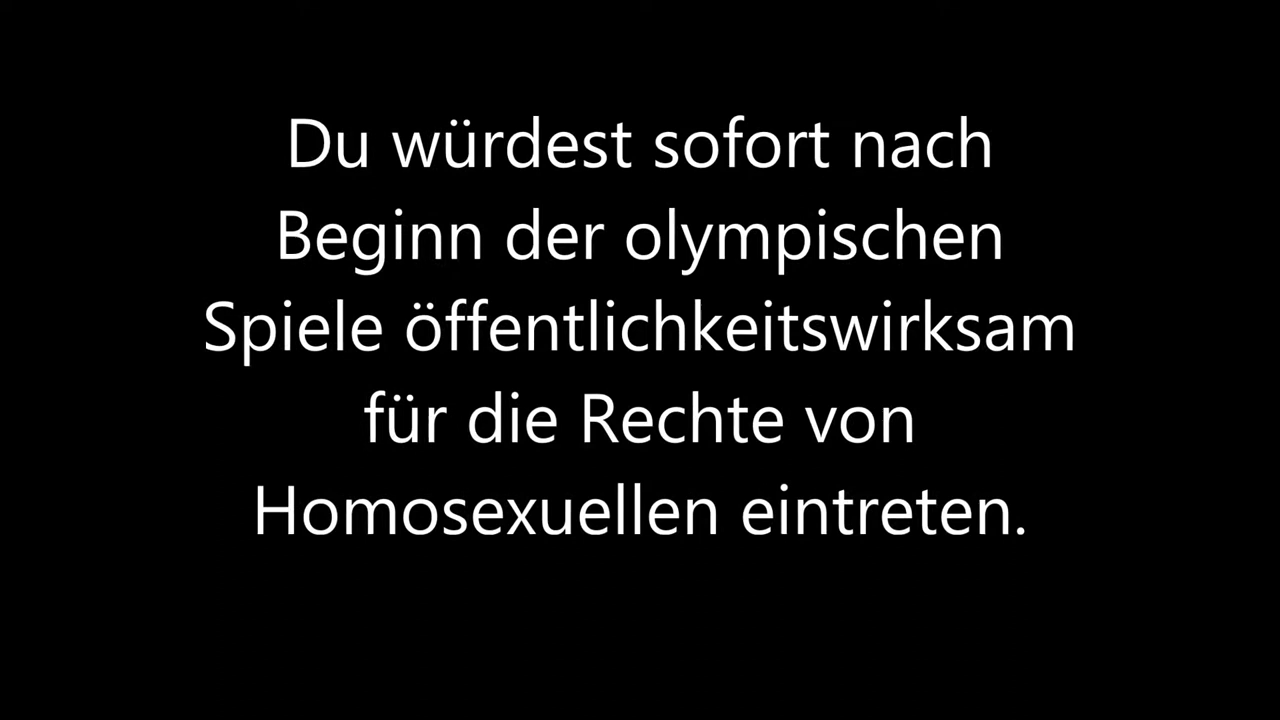 Du würdest sofort nach
Beginn der olympischen
Spiele öffentlichkeitswirksam
für die Rechte von
Homosexuellen eintreten.